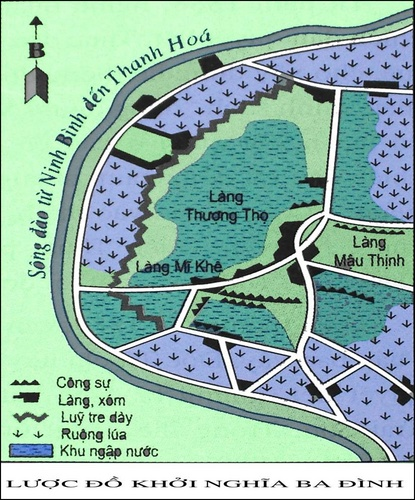 B
Sông đào từ Ninh Bình đến Thanh Hoá
Làng
Thượng Thọ
Làng
Mậu Thịnh
Làng Mĩ Khê
Công sự
Làng, xóm
Luỹ tre dày
Ruộng lúa
Khu ngập nước
LƯỢC ĐỒ KHỞI NGHĨA BA ĐÌNH